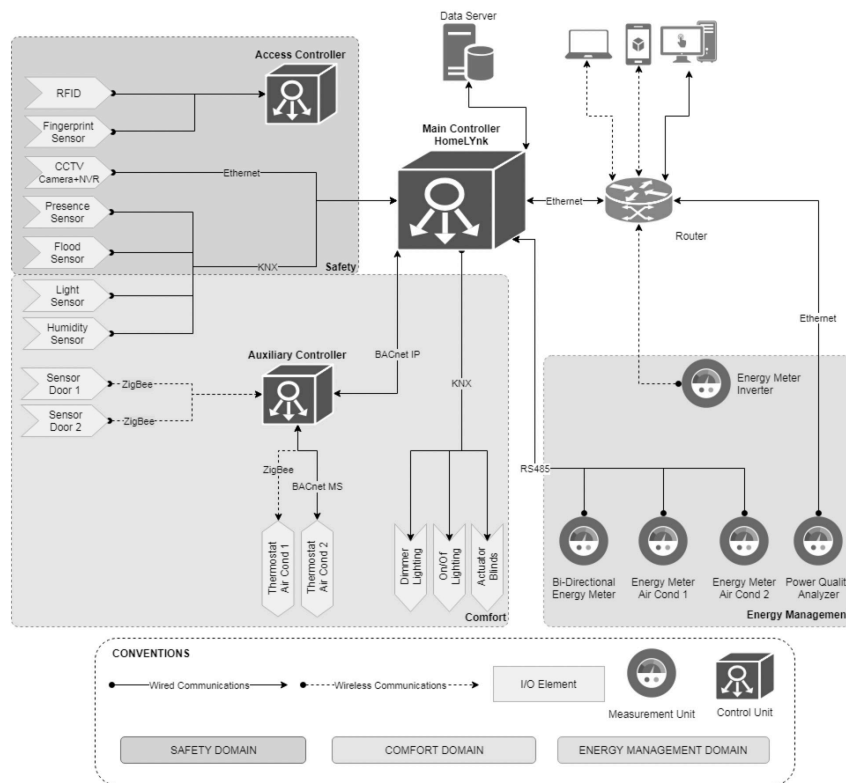 Data Server
Access Controller
RFID
Fingerprint
Sensor
Main Controller
HomeLYnk
CCTV
Camera+NVR
Ethernet
Presence
Sensor
Ethernet
Router
Flood
Sensor
KNX
Safety
Light
Sensor
Humidity
Sensor
Ethernet
BACnet IP
Auxiliary Controller
KNX
Sensor
Door 1
ZigBee
Sensor
Door 2
ZigBee
Energy Meter
Inverter
ZigBee
BACnet MS
RS485
Thermostat
Air Cond 1
Thermostat
Air Cond 2
Dimmer
Lighting
On/Of
Lighting
Actuator
Blinds
Bi-Directional
Energy Meter
Energy Meter
Air Cond 1
Energy Meter
Air Cond 2
Power Quality
Analyzer
Comfort
Energy Management
CONVENTIONS
Wired Communications
Wireless Communications
I/O Element
Measurement Unit
Control Unit
SAFETY DOMAIN
COMFORT DOMAIN
ENERGY MANAGEMENT DOMAIN